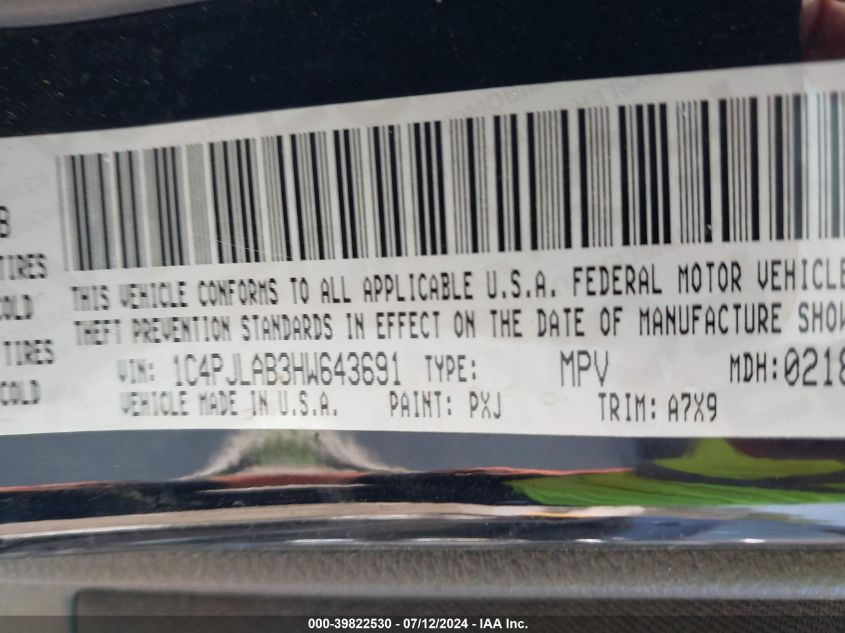 B
TIRES
COLD
TIRES
COLD
THIS VEHICLE CONFORMS TO ALL APPLICABLE U.S.A. FEDERAL MOTOR VEHICLE
THEFT PREVENTION STANDARDS IN EFFECT ON THE DATE OF MANUFACTURE SHOW
VIN: 1C4PJLAB3HW643691 TYPE: MPV MDH:0218
VEHICLE MADE IN U.S.A. PAINT: PXJ TRIM: A7X9
000-39822530 - 07/12/2024 - IAA Inc.